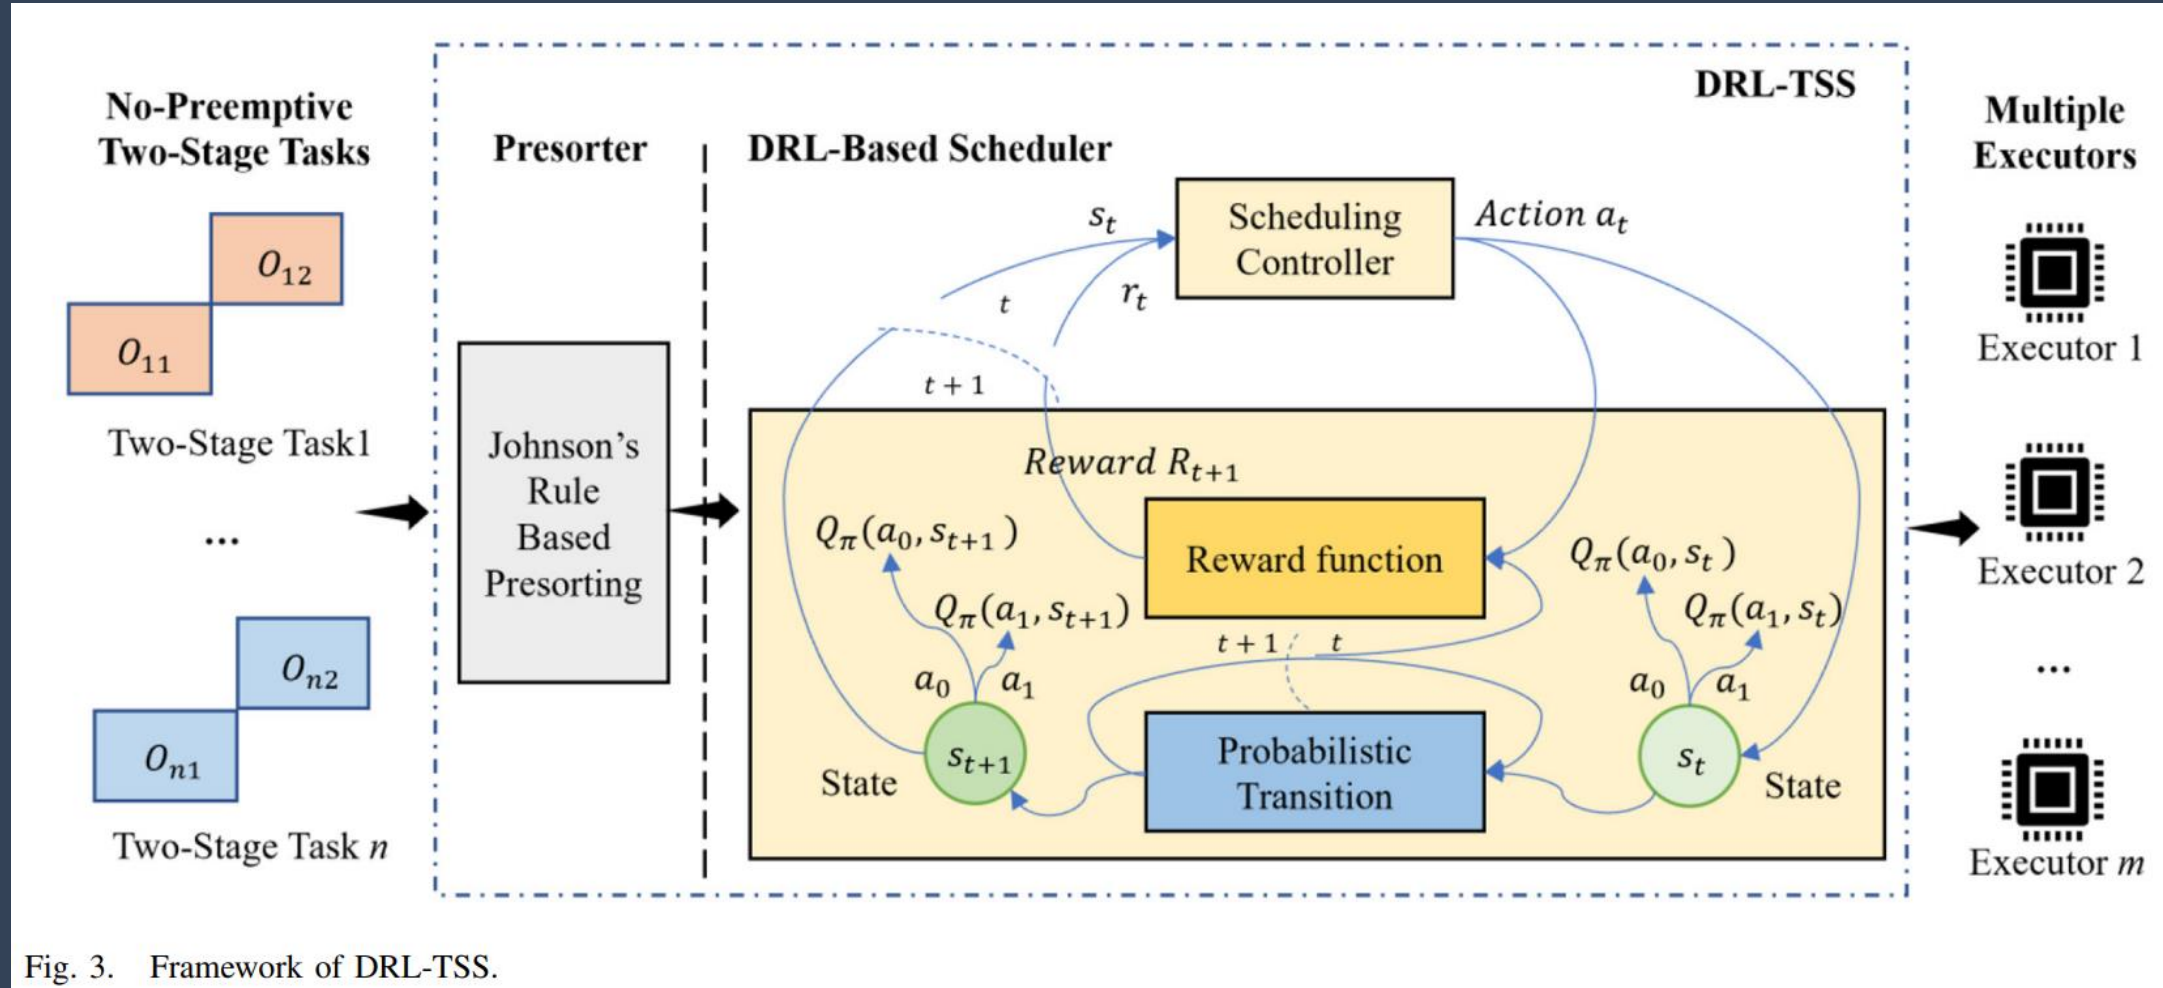 No-Preemptive
Two-Stage Tasks
O₁₂
O₁₁
Two-Stage Task1
...
Oₙ₂
Oₙ₁
Two-Stage Task n
Presorter
Johnson's
Rule
Based
Presorting
DRL-TSS
DRL-Based Scheduler
Scheduling
Controller
sₜ
Action aₜ
t
rₜ
t + 1
Reward Rₜ₊₁
Reward function
Qπ(a₀, sₜ₊₁ )
Qπ(a₁, sₜ₊₁)
Qπ(a₀, sₜ )
Qπ(a₁, sₜ)
t + 1
t
a₀
a₁
a₀
a₁
sₜ₊₁
State
Probabilistic
Transition
sₜ
State
Multiple
Executors
Executor 1
Executor 2
...
Executor m
Fig. 3. Framework of DRL-TSS.